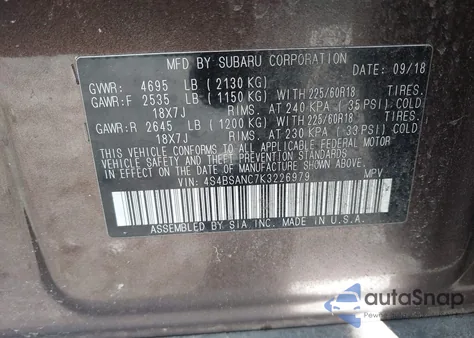 MFD BY SUBARU CORPORATION
DATE: 09/18
GVWR: 4695 LB ( 2130 KG)
GAWR:F 2535 LB ( 1150 KG) WITH 225/60R18 TIRES.
18X7J RIMS. AT 240 KPA ( 35 PSI) COLD
GAWR:R 2645 LB ( 1200 KG) WITH 225/60R18 TIRES.
18X7J RIMS. AT 230 KPA ( 33 PSI) COLD
THIS VEHICLE CONFORMS TO ALL APPLICABLE FEDERAL MOTOR
VEHICLE SAFETY AND THEFT PREVENTION STANDARDS
IN EFFECT ON THE DATE OF MANUFACTURE SHOWN ABOVE.
VIN: 4S4BSANC7K3226979 MPV
ASSEMBLED BY SIA INC. MADE IN U.S.A.
autoSnap